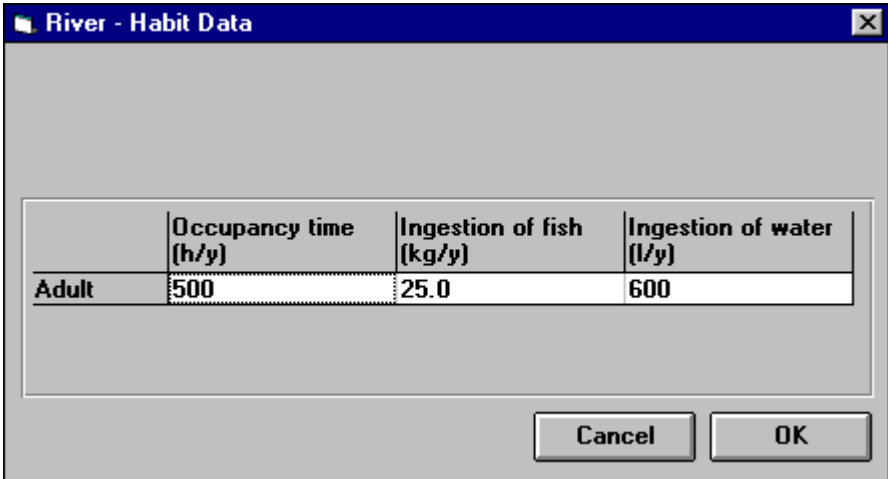 River - Habit Data
Occupancy time Ingestion of fish Ingestion of water
(h/y) (kg/y) (l/y)
Adult 500 25.0 600
Cancel OK